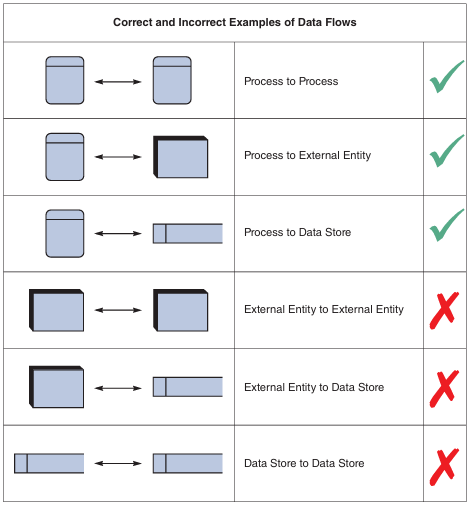 Correct and Incorrect Examples of Data Flows
Process to Process
Process to External Entity
Process to Data Store
External Entity to External Entity
External Entity to Data Store
Data Store to Data Store